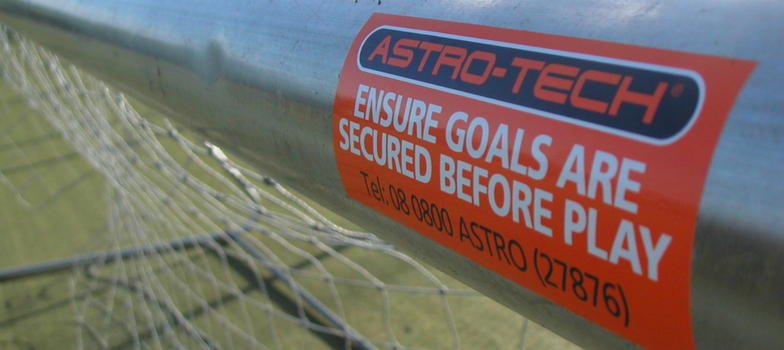 ASTRO-TECH®
ENSURE GOALS ARE
SECURED BEFORE PLAY
Tel: 08 0800 ASTRO (27876)